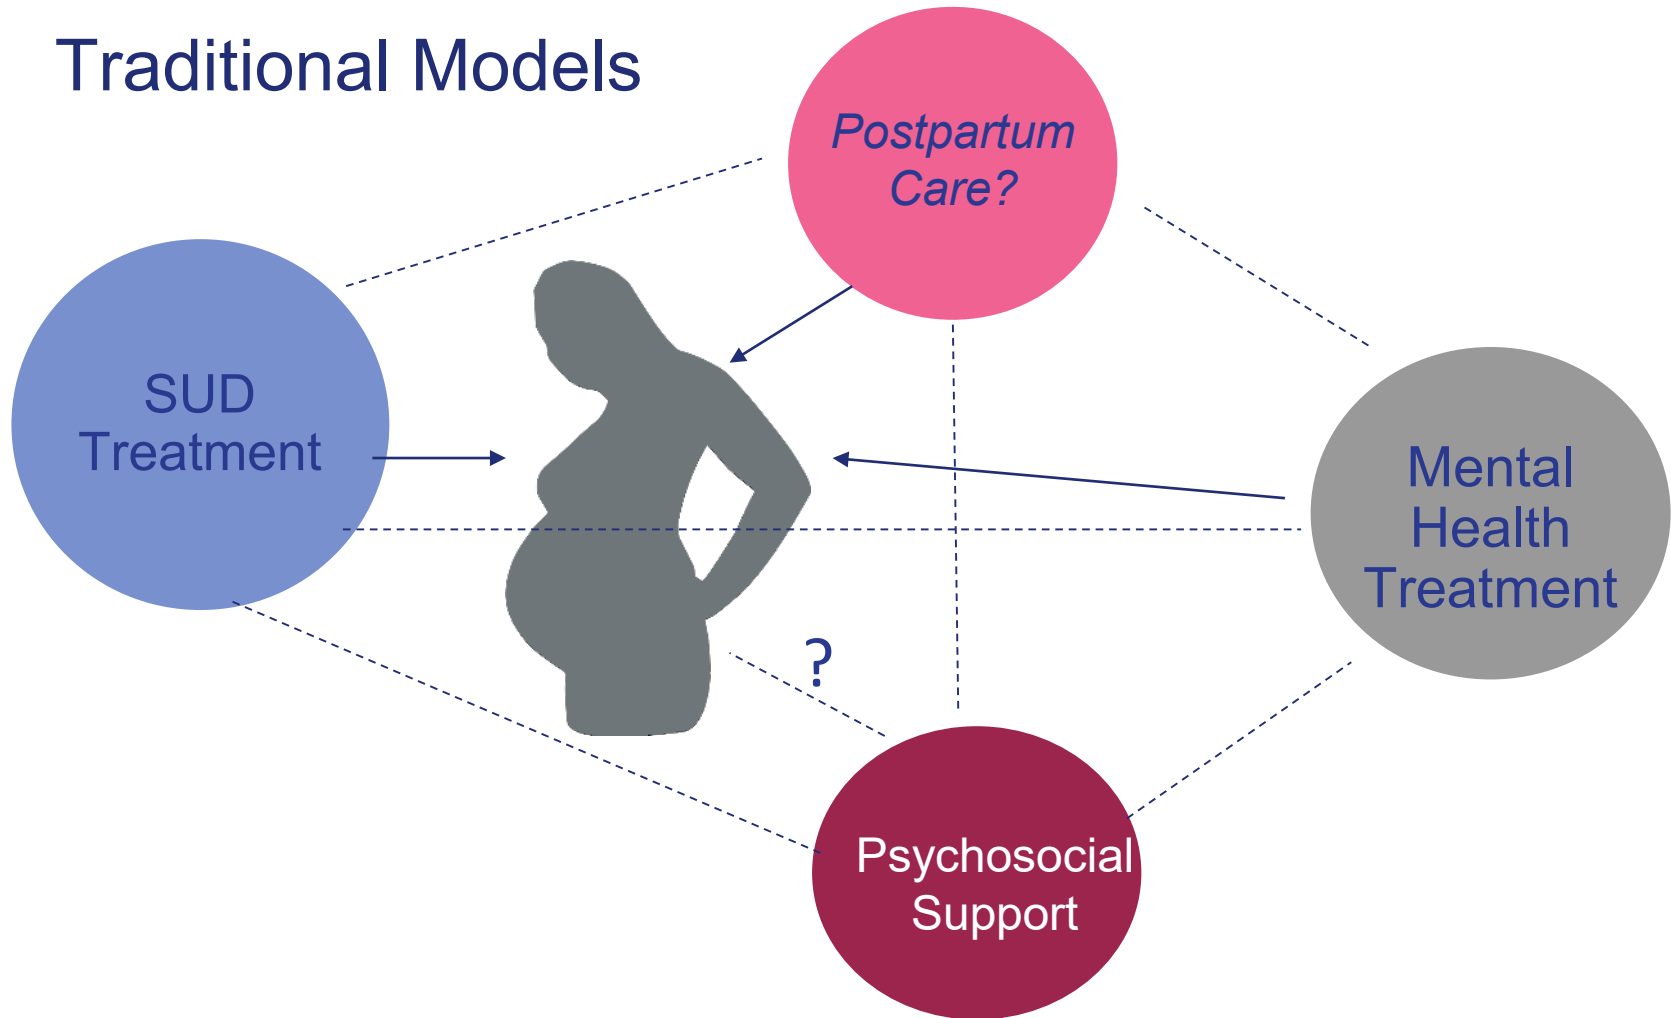 Traditional Models
Postpartum
Care?
SUD
Treatment
Mental
Health
Treatment
?
Psychosocial
Support